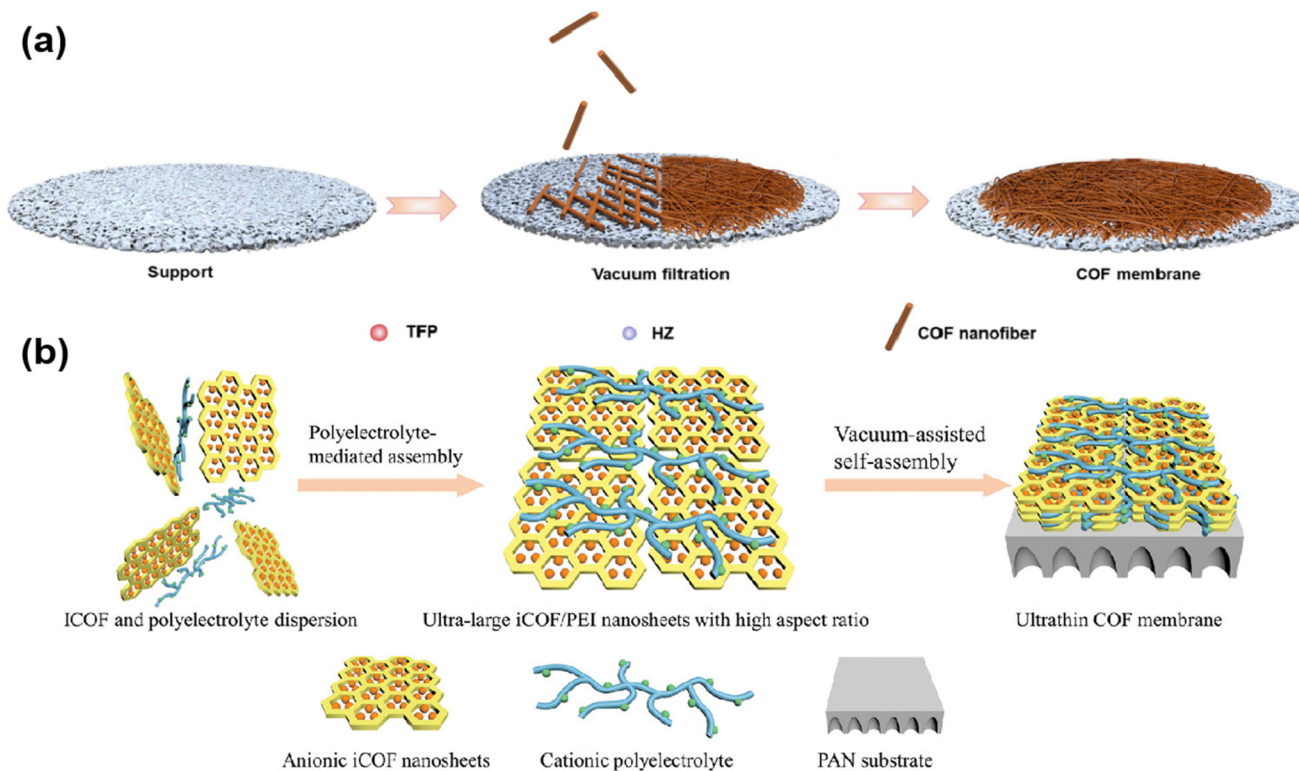 (a)
Support
Vacuum filtration
COF membrane
TFP
HZ
COF nanofiber
(b)
Polyelectrolyte-
mediated assembly
Vacuum-assisted
self-assembly
ICOF and polyelectrolyte dispersion
Ultra-large iCOF/PEI nanosheets with high aspect ratio
Ultrathin COF membrane
Anionic iCOF nanosheets
Cationic polyelectrolyte
PAN substrate